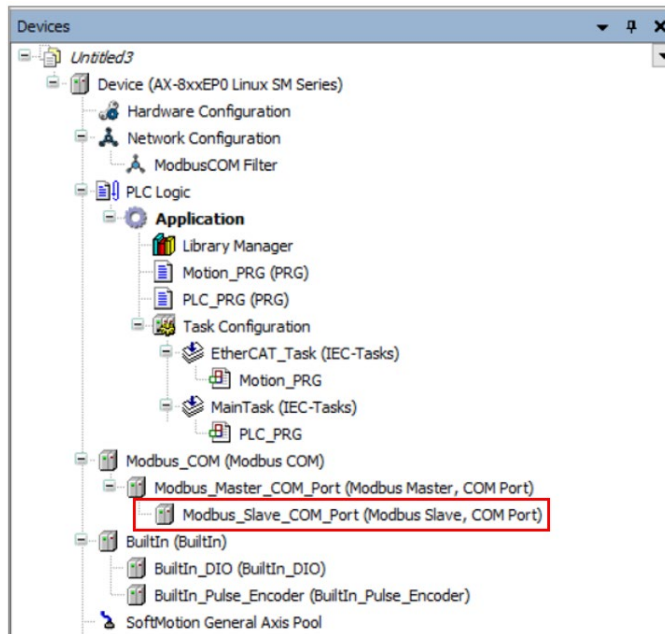 Devices
Untitled3
Device (AX-8xxEP0 Linux SM Series)
Hardware Configuration
Network Configuration
ModbusCOM Filter
PLC Logic
Application
Library Manager
Motion_PRG (PRG)
PLC_PRG (PRG)
Task Configuration
EtherCAT_Task (IEC-Tasks)
Motion_PRG
MainTask (IEC-Tasks)
PLC_PRG
Modbus_COM (Modbus COM)
Modbus_Master_COM_Port (Modbus Master, COM Port)
Modbus_Slave_COM_Port (Modbus Slave, COM Port)
BuiltIn (BuiltIn)
BuiltIn_DIO (BuiltIn_DIO)
BuiltIn_Pulse_Encoder (BuiltIn_Pulse_Encoder)
SoftMotion General Axis Pool